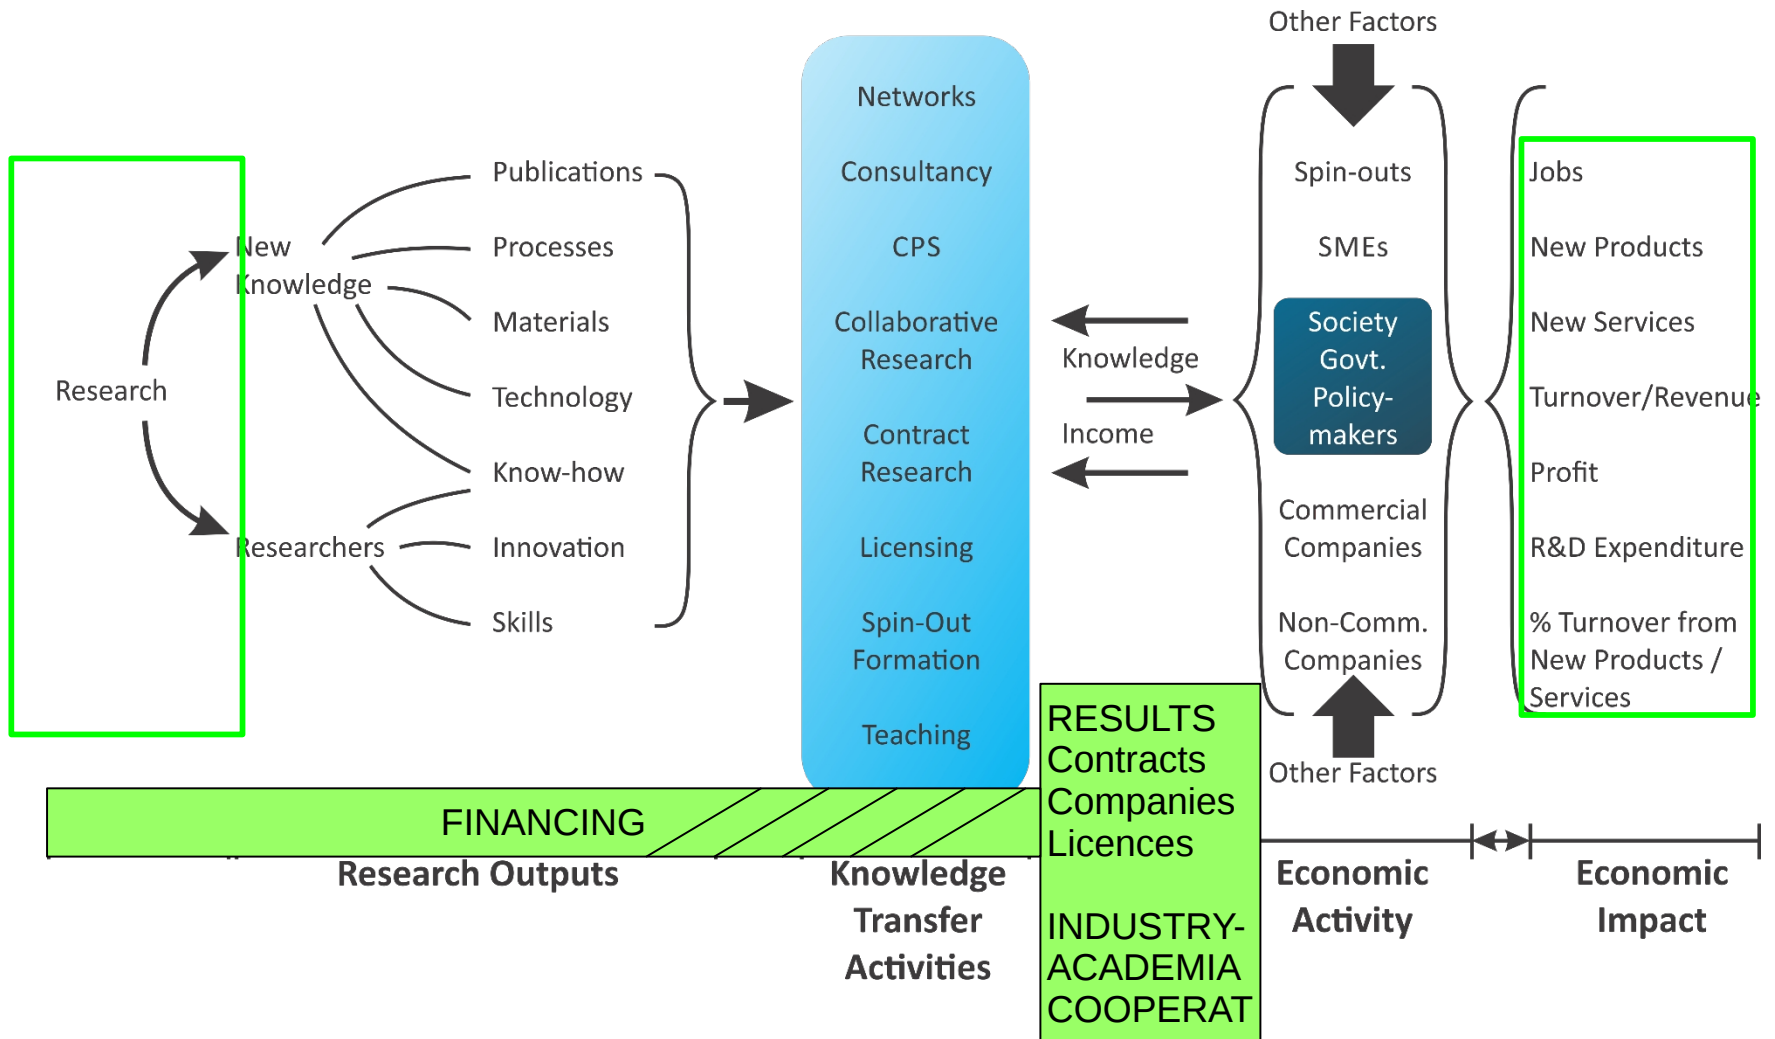 Research
New
Knowledge
Researchers
Publications
Processes
Materials
Technology
Know-how
Innovation
Skills
Networks
Consultancy
CPS
Collaborative
Research
Contract
Research
Licensing
Spin-Out
Formation
Teaching
Knowledge
Income
Other Factors
Spin-outs
SMEs
Society
Govt.
Policy-
makers
Commercial
Companies
Non-Comm.
Companies
Other Factors
Jobs
New Products
New Services
Turnover/Revenue
Profit
R&D Expenditure
% Turnover from
New Products /
Services
FINANCING
RESULTS
Contracts
Companies
Licences
INDUSTRY-
ACADEMIA
COOPERAT
Research Outputs
Knowledge
Transfer
Activities
Economic
Activity
Economic
Impact